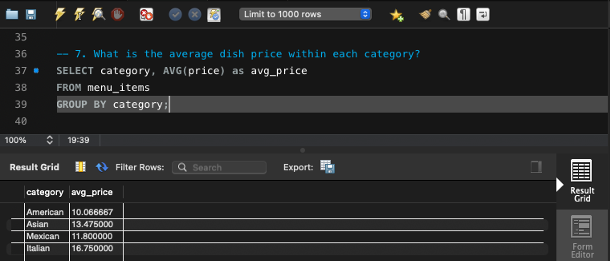 Limit to 1000 rows
35
36 -- 7. What is the average dish price within each category?
37 SELECT category, AVG(price) as avg_price
38 FROM menu_items
39 GROUP BY category;
40
100% 19:39
Result Grid Filter Rows: Search Export:
category avg_price
American 10.066667
Asian 13.475000
Mexican 11.800000
Italian 16.750000
Result
Grid
Form
Editor